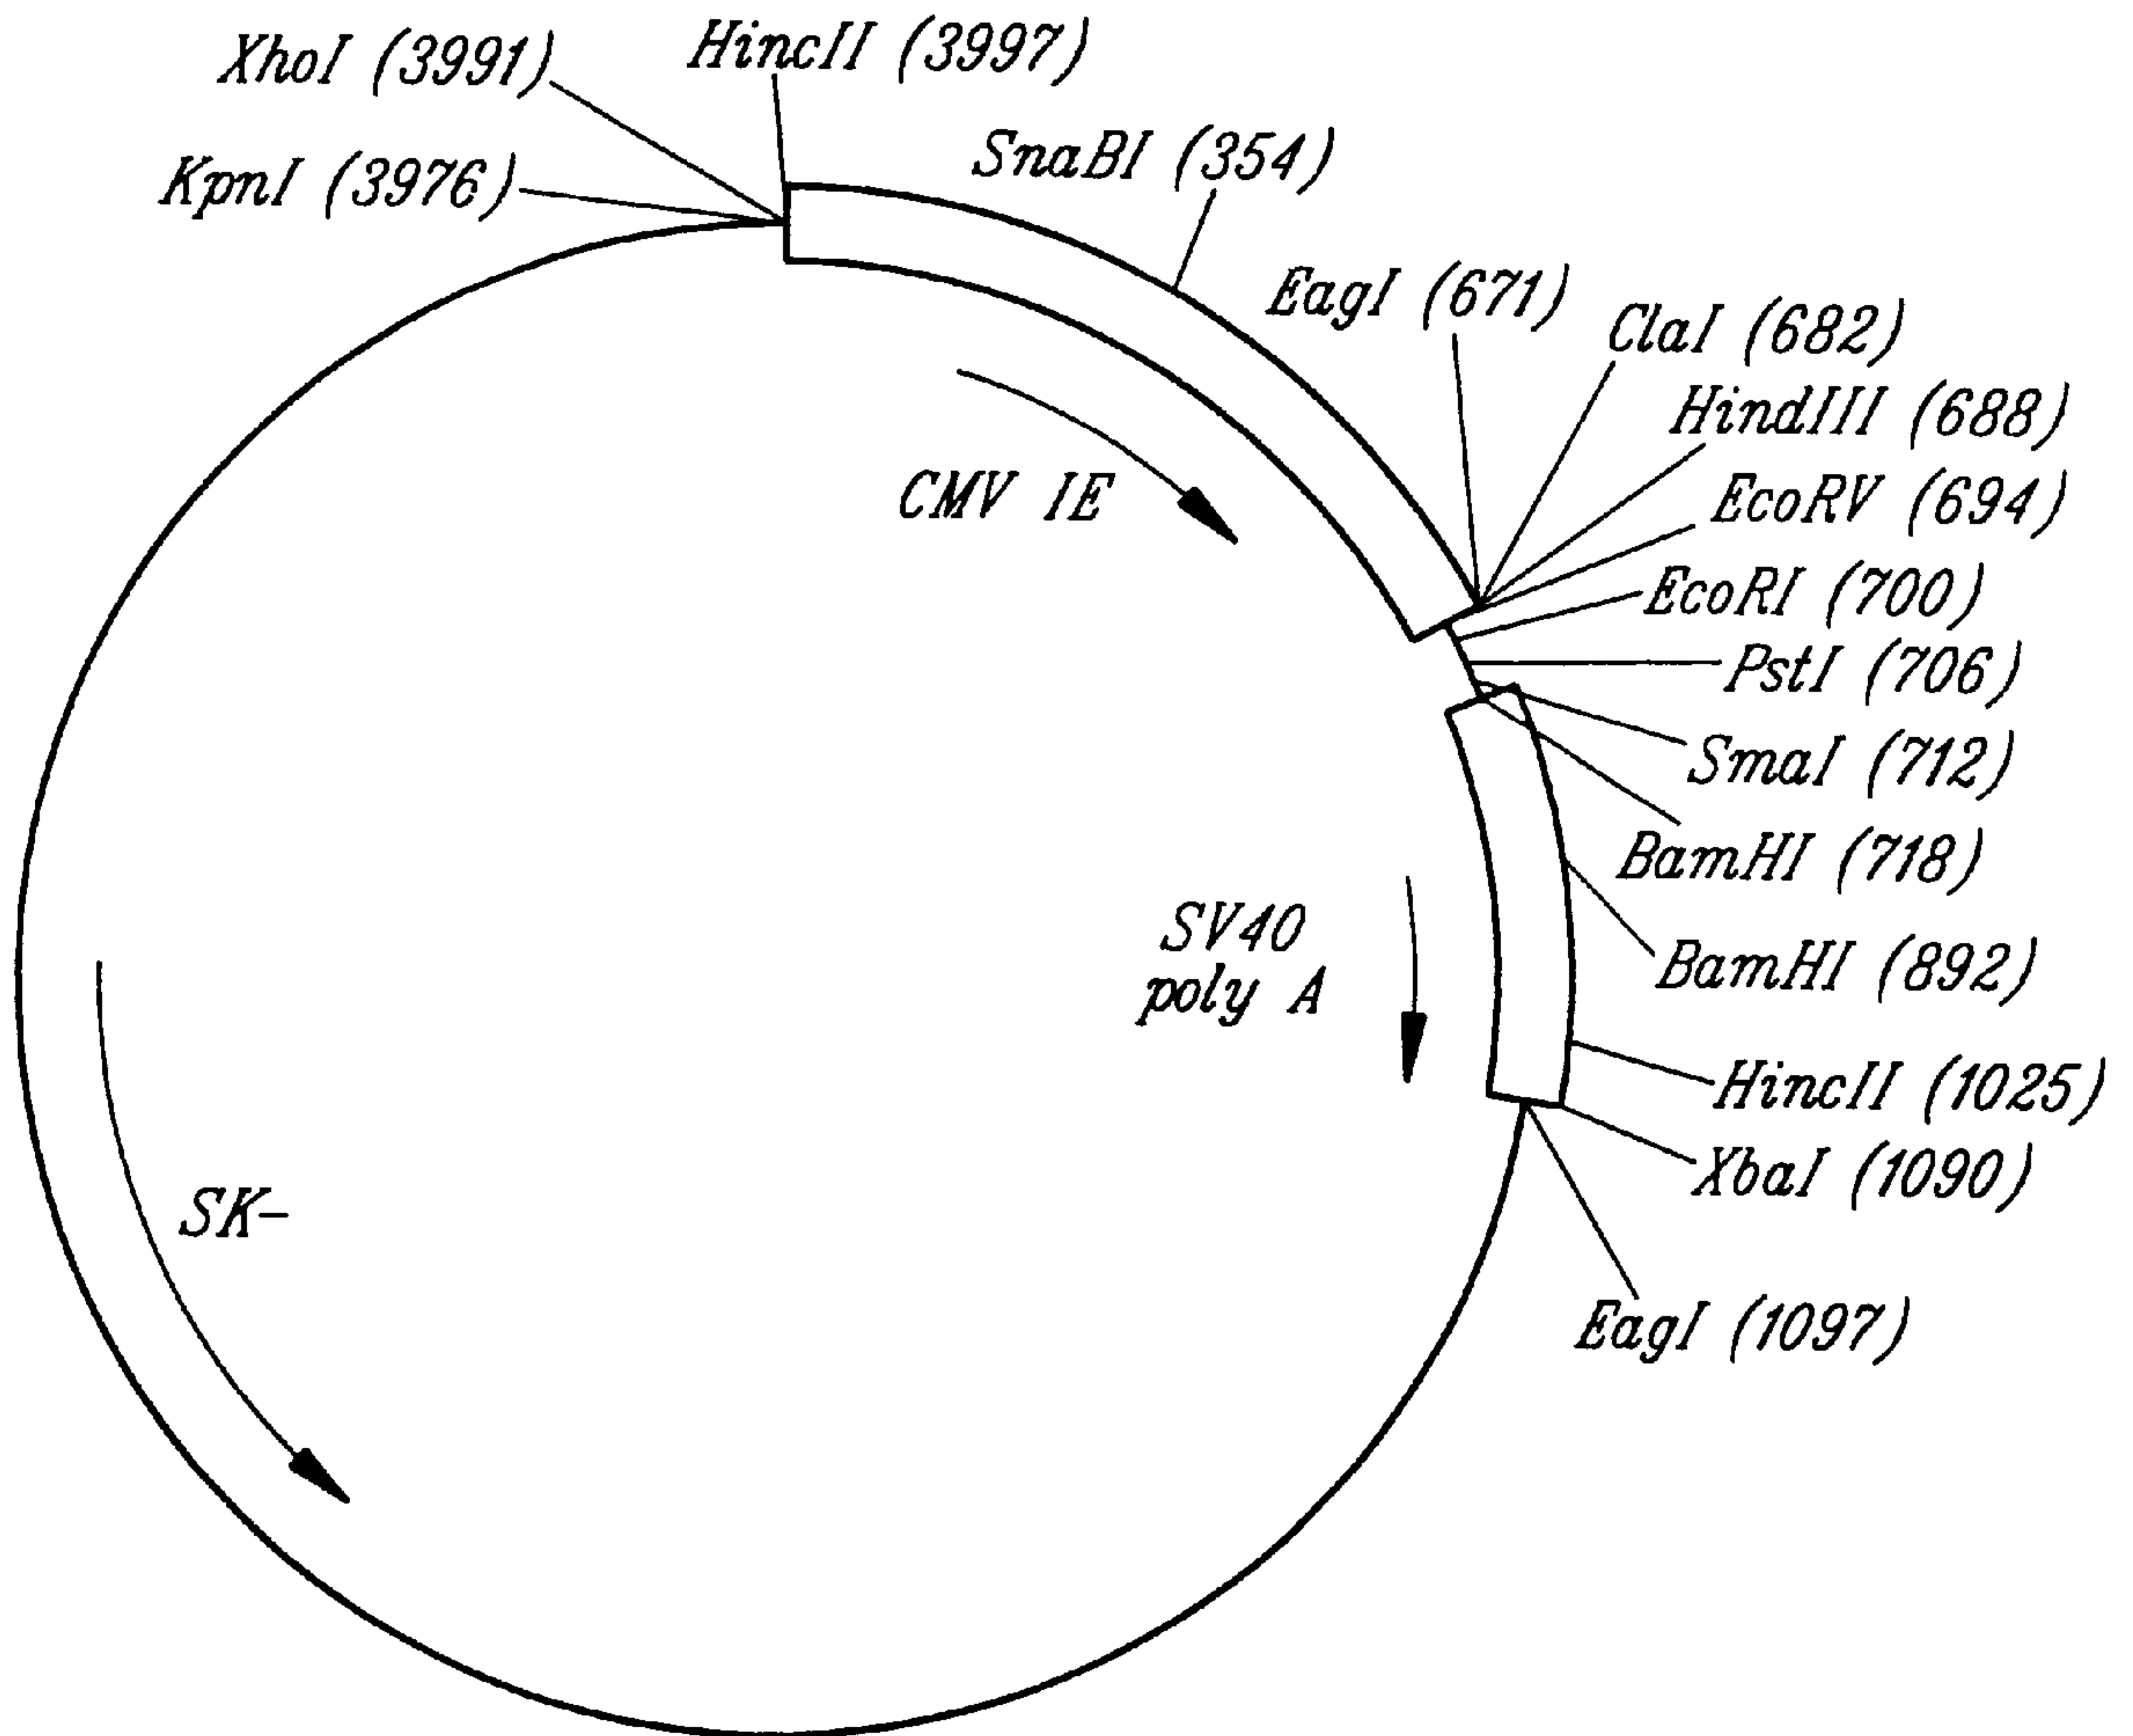 XhoI (3991)
HincII (3997)
KpnI (3976)
SnaBI (354)
EagI (671)
ClaI (682)
HindIII (688)
EcoRV (694)
CMV IE
EcoRI (700)
PstI (706)
SmaI (712)
BamHI (718)
SV40
poly A
BamHI (892)
HincII (1025)
XbaI (1090)
SK-
EagI (1097)